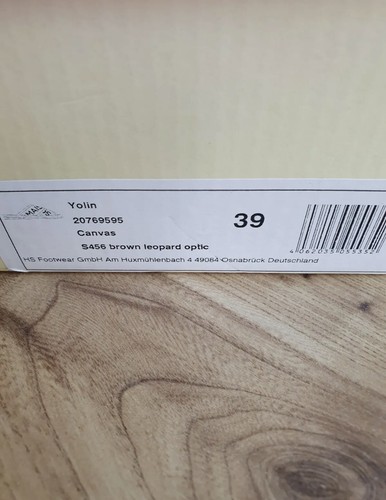 Yolin
20769595
Canvas
S456 brown leopard optic
39
HS Footwear GmbH Am Huxmühlenbach 4 49084 Osnabrück Deutschland